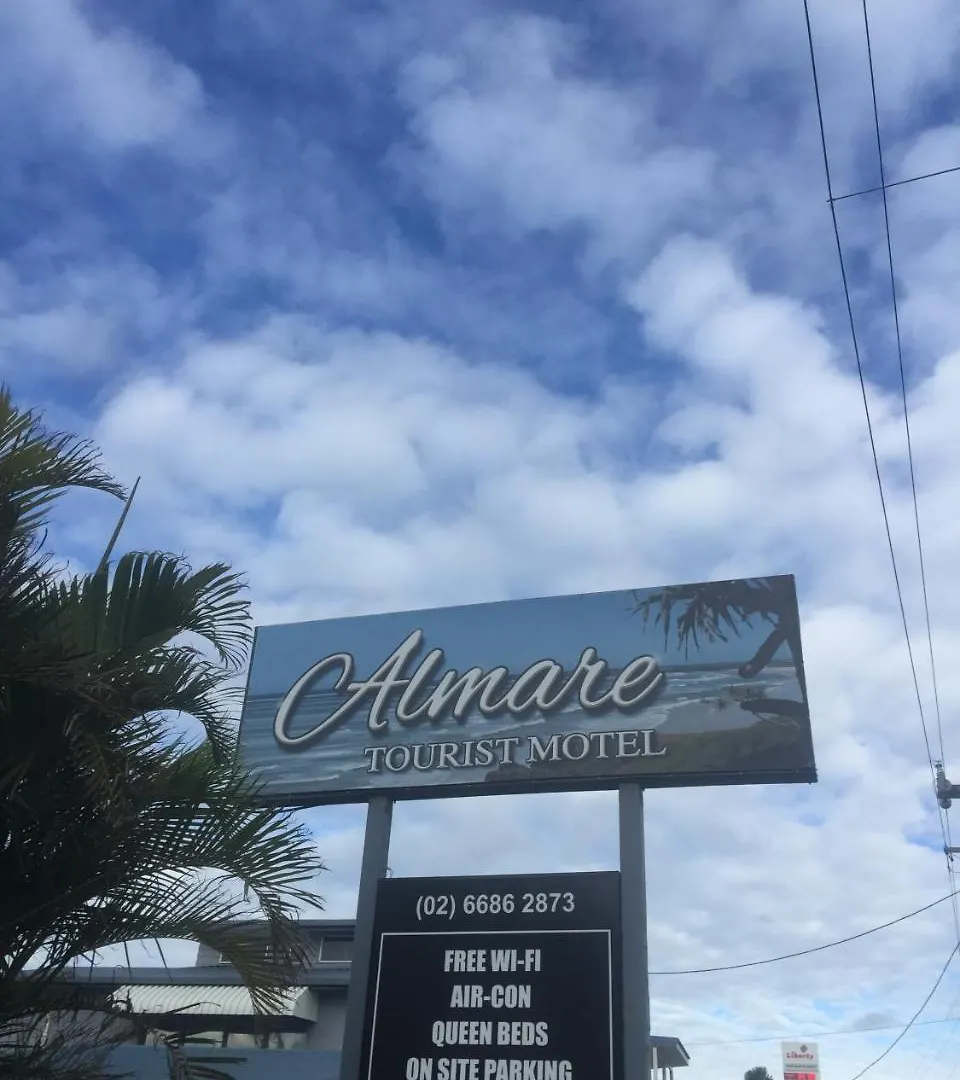 Almare
TOURIST MOTEL
(02) 6686 2873
FREE WI-FI
AIR-CON
QUEEN BEDS
ON SITE PARKING
Liberty